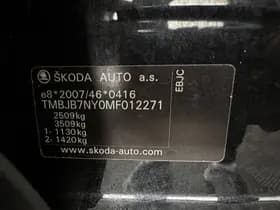 ŠKODA AUTO a.s.
e8*2007/46*0416
TMBJB7NY0MF012271
2509kg
3509kg
1- 1130kg
2- 1420kg
www.skoda-auto.com
EBJC